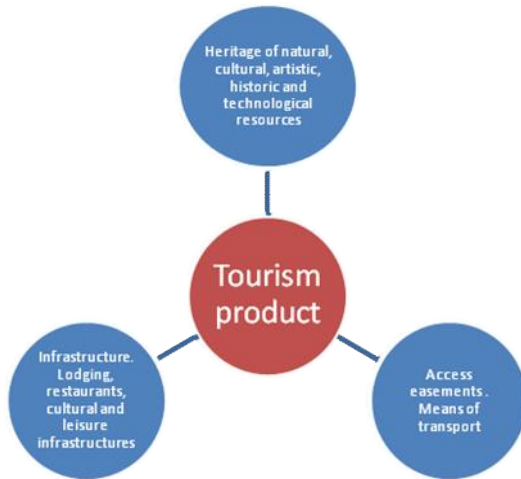 Heritage of natural,
cultural, artistic,
historic and
technological
resources
Tourism
product
Infrastructure.
Lodging,
restaurants,
cultural and
leisure
infrastructures
Access
easements .
Means of
transport